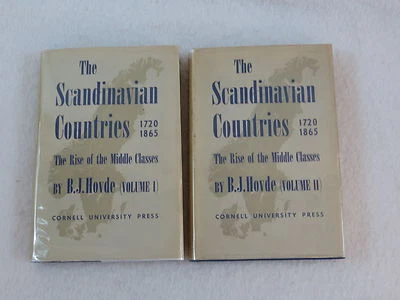 The
Scandinavian
Countries 1720
1865
The Rise of the Middle Classes
BY B.J.Hovde (VOLUME I)
CORNELL UNIVERSITY PRESS
The
Scandinavian
Countries 1720
1865
The Rise of the Middle Classes
BY B.J.Hovde (VOLUME II)
CORNELL UNIVERSITY PRESS